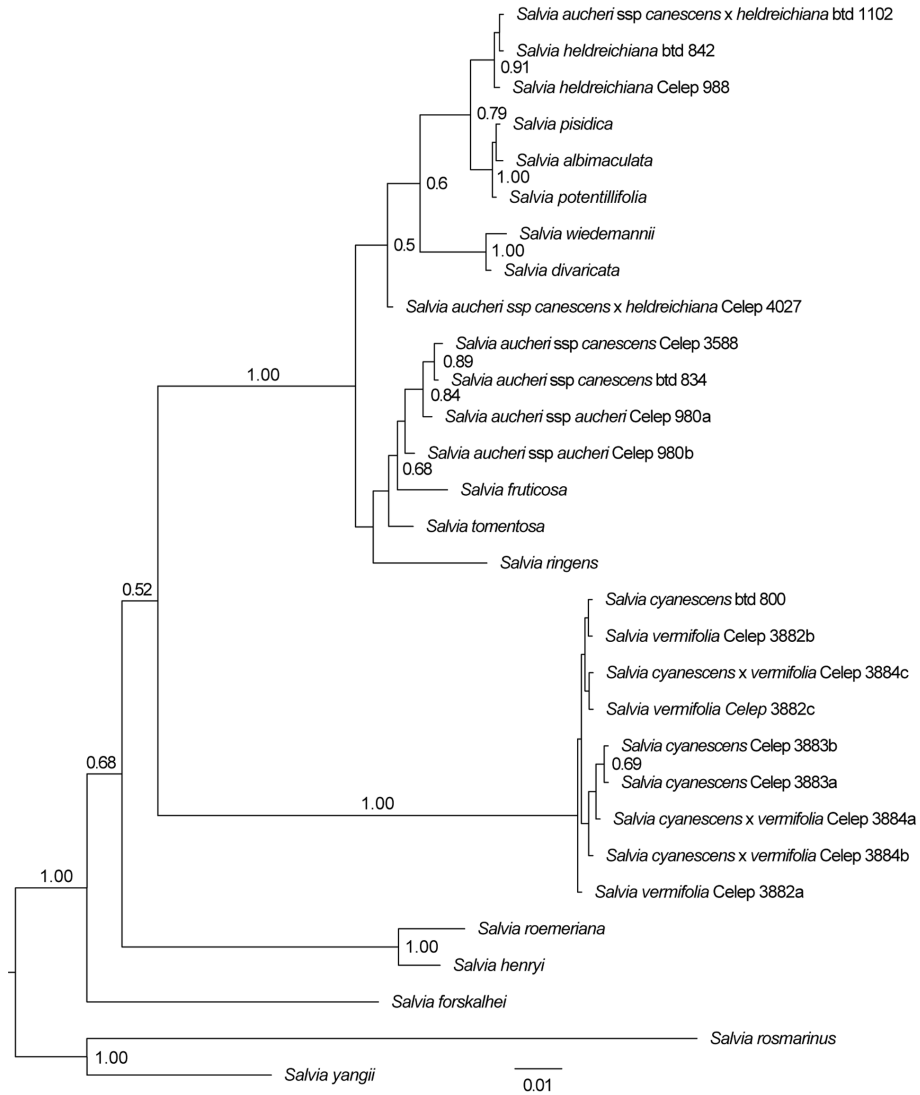 Salvia aucheri ssp canescens x heldreichiana btd 1102
Salvia heldreichiana btd 842
0.91
Salvia heldreichiana Celep 988
0.79
Salvia pisidica
Salvia albimaculata
1.00
Salvia potentillifolia
0.6
Salvia wiedemannii
0.5
1.00
Salvia divaricata
Salvia aucheri ssp canescens x heldreichiana Celep 4027
Salvia aucheri ssp canescens Celep 3588
0.89
1.00
Salvia aucheri ssp canescens btd 834
0.84
Salvia aucheri ssp aucheri Celep 980a
Salvia aucheri ssp aucheri Celep 980b
0.68
Salvia fruticosa
Salvia tomentosa
Salvia ringens
0.52
Salvia cyanescens btd 800
Salvia vermifolia Celep 3882b
Salvia cyanescens x vermifolia Celep 3884c
Salvia vermifolia Celep 3882c
Salvia cyanescens Celep 3883b
0.68
0.69
Salvia cyanescens Celep 3883a
1.00
Salvia cyanescens x vermifolia Celep 3884a
Salvia cyanescens x vermifolia Celep 3884b
1.00
Salvia vermifolia Celep 3882a
Salvia roemeriana
1.00
Salvia henryi
Salvia forskalhei
Salvia rosmarinus
1.00
Salvia yangii
0.01